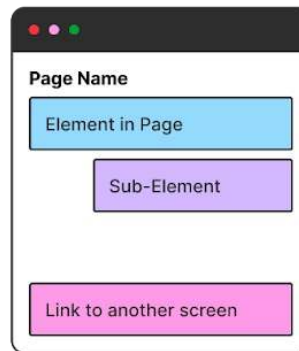 Page Name
Element in Page
Sub-Element
Link to another screen